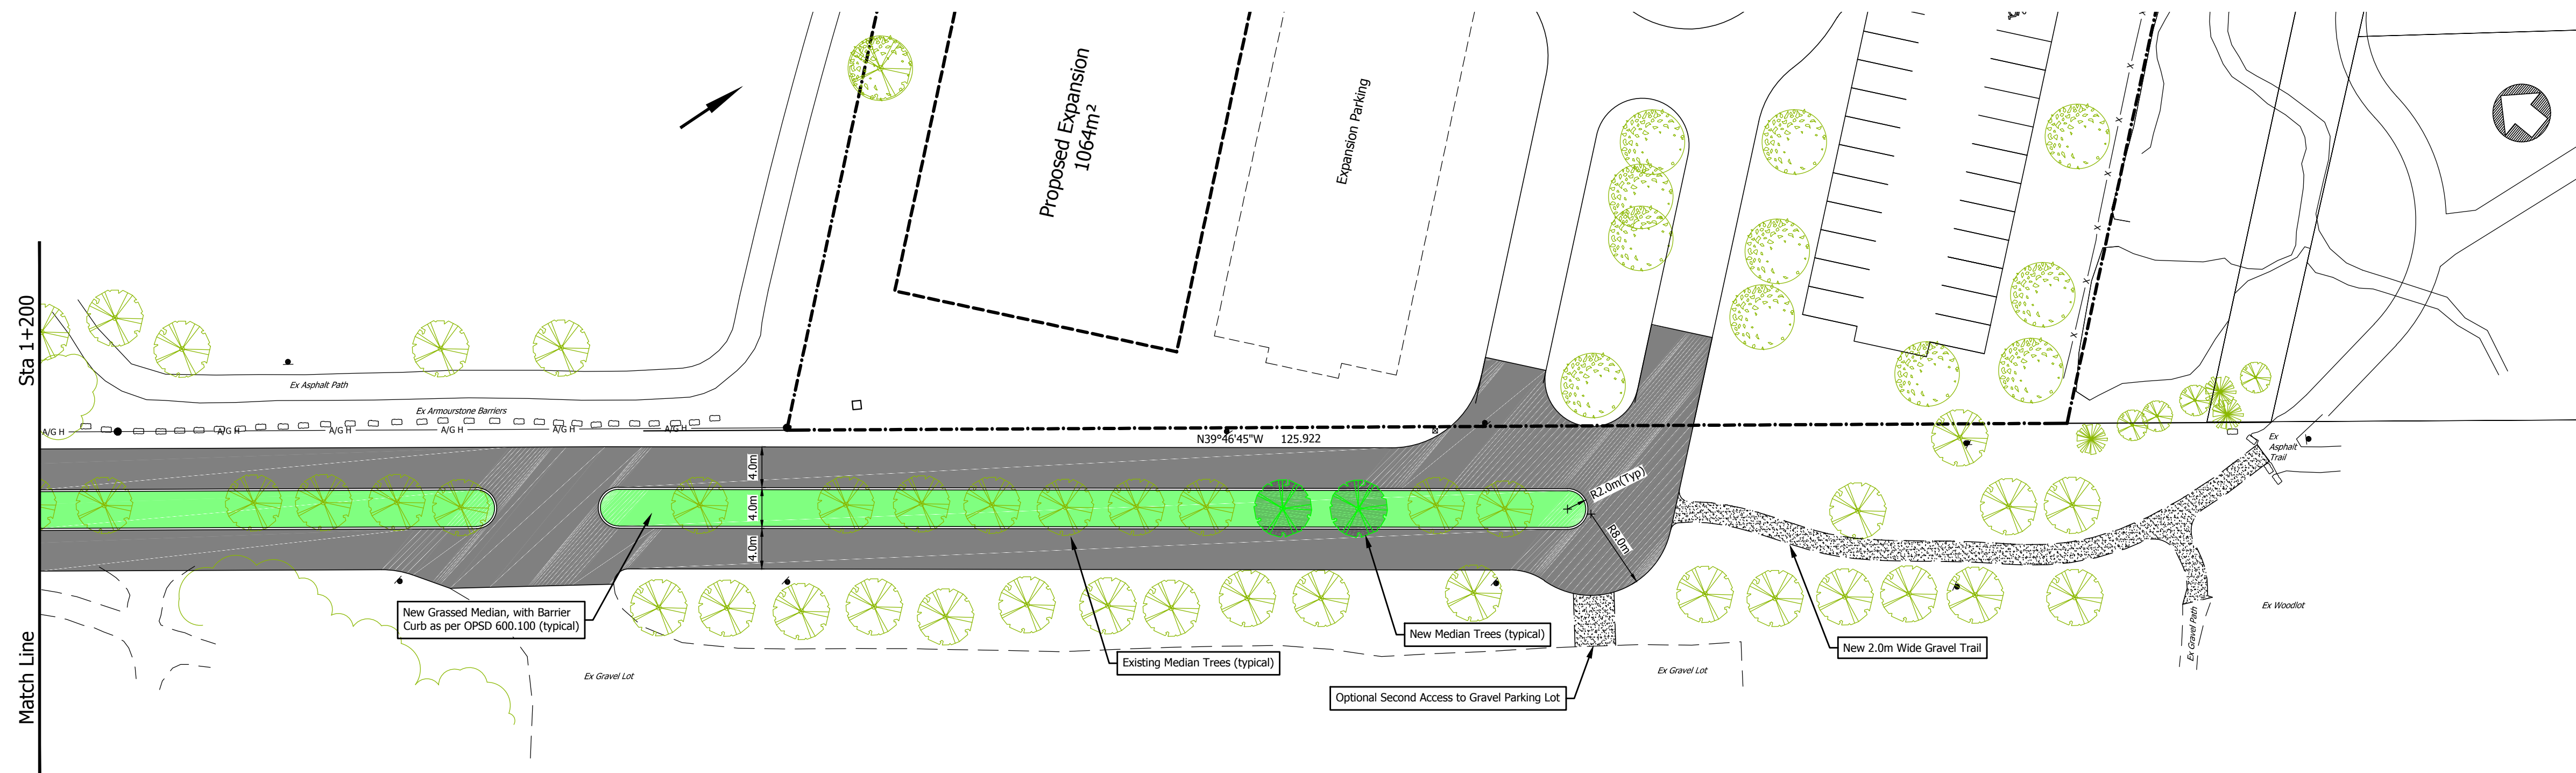 Proposed Expansion
1064m²
Expansion Parking
Sta 1+200
Match Line
Ex Asphalt Path
Ex Armourstone Barriers
A/G H
A/G H
A/G H
A/G H
A/G H
A/G H
X
X
X
X
X
X
N39°46'45"W 125.922
4.0m
4.0m
4.0m
R2.0m(Typ)
R8.0m
Ex
Asphalt
Trail
New Grassed Median, with Barrier
Curb as per OPSD 600.100 (typical)
Existing Median Trees (typical)
New Median Trees (typical)
Optional Second Access to Gravel Parking Lot
New 2.0m Wide Gravel Trail
Ex Gravel Lot
Ex Gravel Lot
Ex Gravel Path
Ex Woodlot